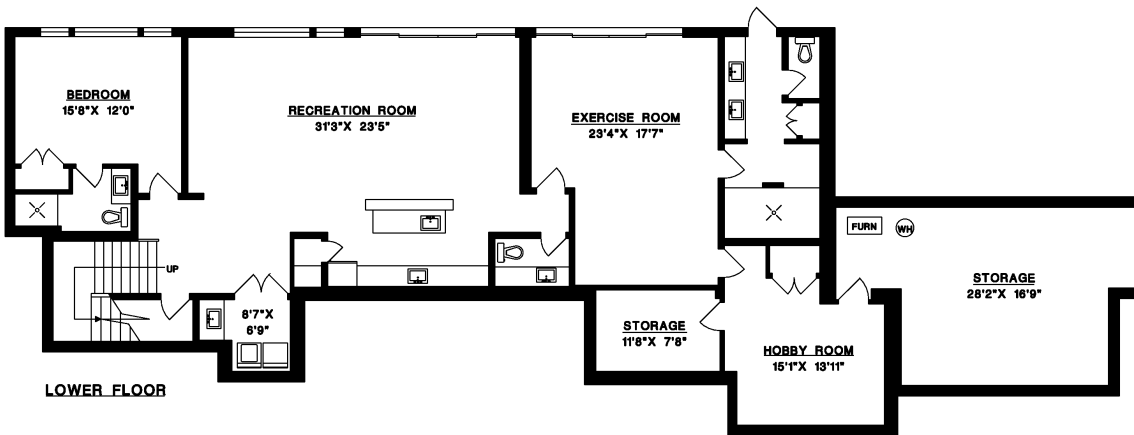 BEDROOM
15'8"X 12'0"
RECREATION ROOM
31'3"X 23'5"
EXERCISE ROOM
23'4"X 17'7"
FURN
WH
UP
STORAGE
28'2"X 16'9"
8'7"X
6'9"
STORAGE
11'8"X 7'8"
HOBBY ROOM
15'1"X 13'11"
LOWER FLOOR